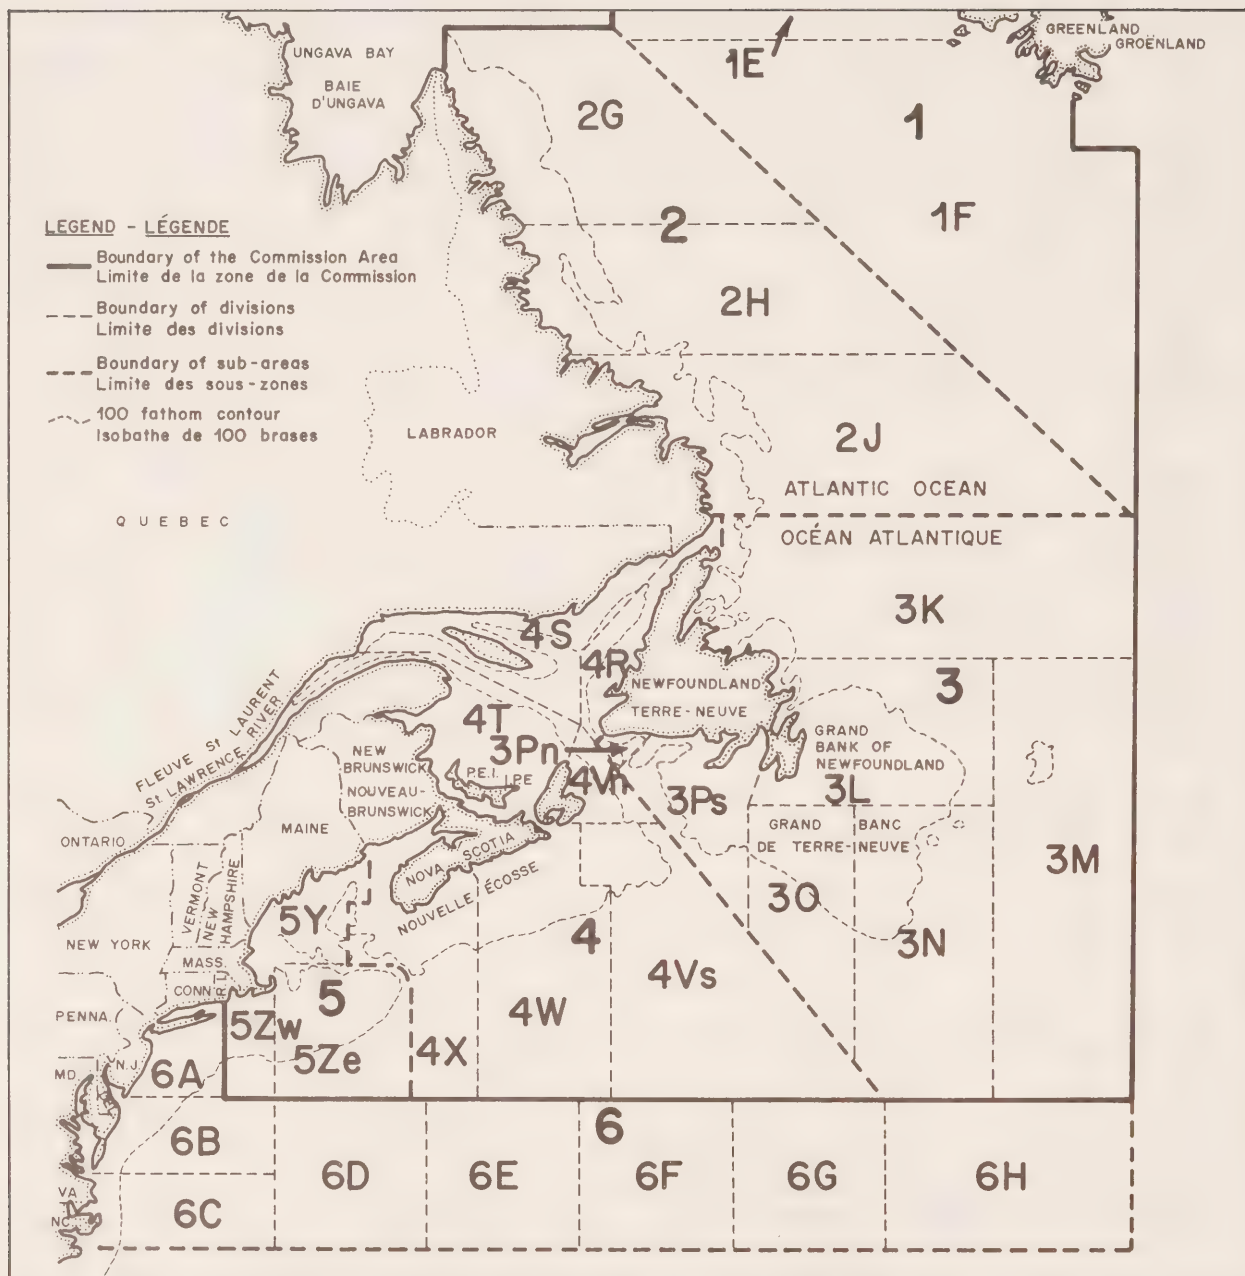 UNGAVA BAY
BAIE
D'UNGAVA
GREENLAND
GROËNLAND
1E
1
2G
1F
2
2H
LEGEND - LÉGENDE
Boundary of the Commission Area
Limite de la zone de la Commission
Boundary of divisions
Limite des divisions
Boundary of sub-areas
Limite des sous-zones
100 fathom contour
Isobathe de 100 brases
LABRADOR
2J
ATLANTIC OCEAN
QUEBEC
OCÉAN ATLANTIQUE
3K
4S
4R
NEWFOUNDLAND
TERRE-NEUVE
3
FLEUVE St LAURENT
St LAWRENCE RIVER
4T
3Pn
GRAND
BANK OF
NEWFOUNDLAND
NEW
BRUNSWICK
NOUVEAU-
BRUNSWICK
P.E.I.
I.P.E
4Vn
3Ps
3L
MAINE
GRAND BANC
DE TERRE-NEUVE
ONTARIO
VERMONT
NEW
HAMPSHIRE
NOVA SCOTIA
NOUVELLE ÉCOSSE
3M
3O
5Y
4
3N
NEW YORK
MASS.
CONN.
R.I.
4Vs
5
4W
PENNA.
5Zw
5Ze
4X
MD.
N.J.
6A
6
6B
6D
6E
6F
6G
6H
VA
NC
6C